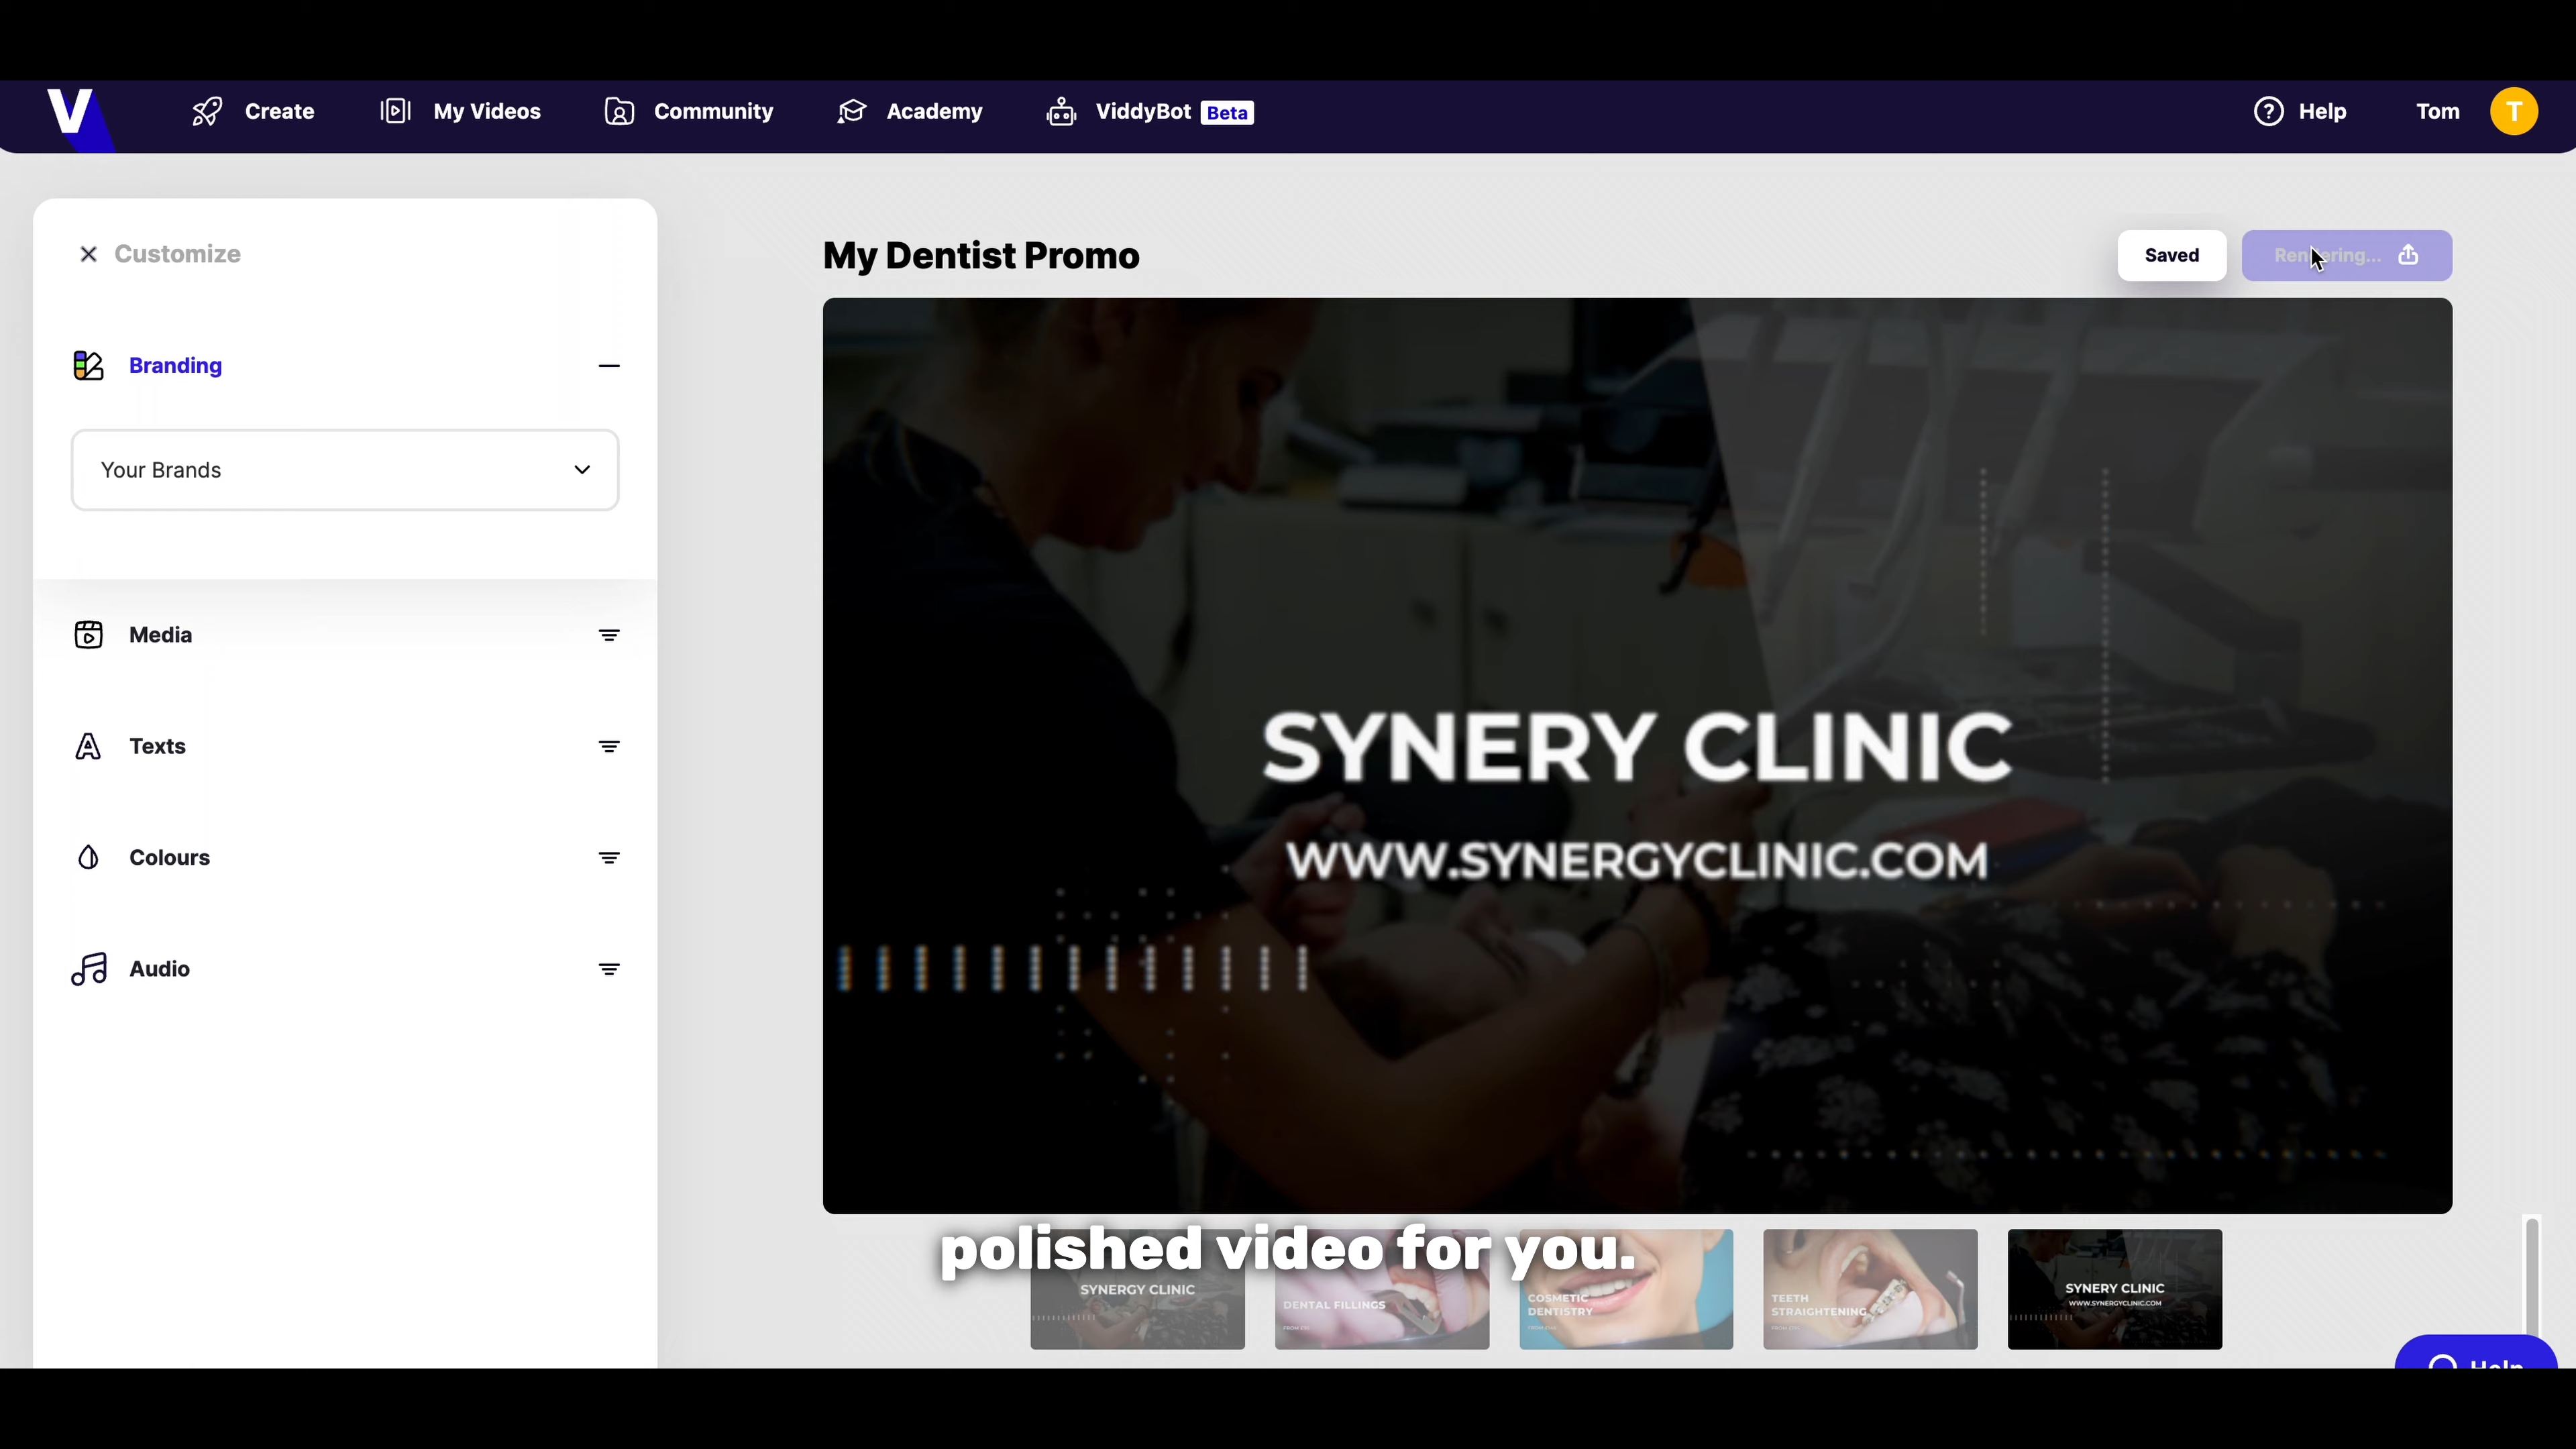 V
Create
My Videos
Community
Academy
ViddyBot Beta
Help
Tom
T
Customize
Branding
Your Brands
Media
Texts
Colours
Audio
My Dentist Promo
Saved
Rendering...
SYNERY CLINIC
WWW.SYNERGYCLINIC.COM
polished video for you.
SYNERGY CLINIC
DENTAL FILLINGS
COSMETIC
DENTISTRY
TEETH
STRAIGHTENING
SYNERY CLINIC
WWW.SYNERGYCLINIC.COM
Help